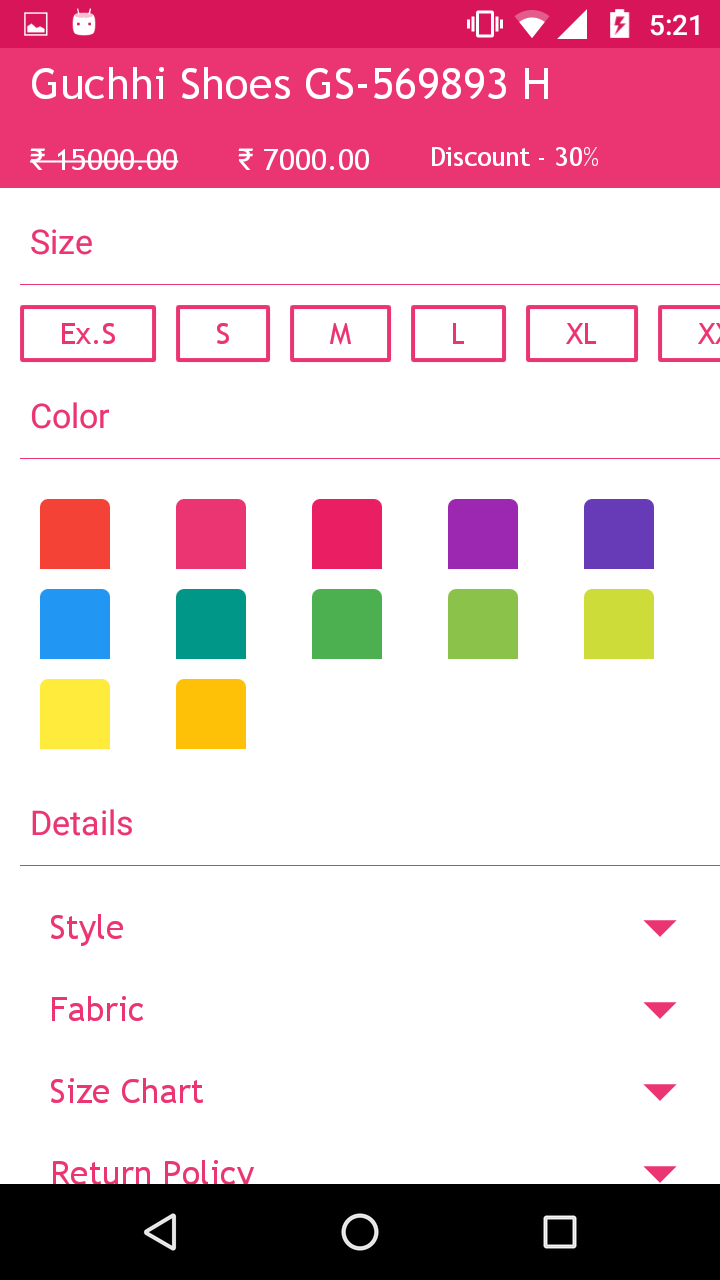 5:21
Guchhi Shoes GS-569893 H
₹ 15000.00 ₹ 7000.00 Discount - 30%
Size
Ex.S S M L XL
Color
Details
Style
Fabric
Size Chart
Return Policy